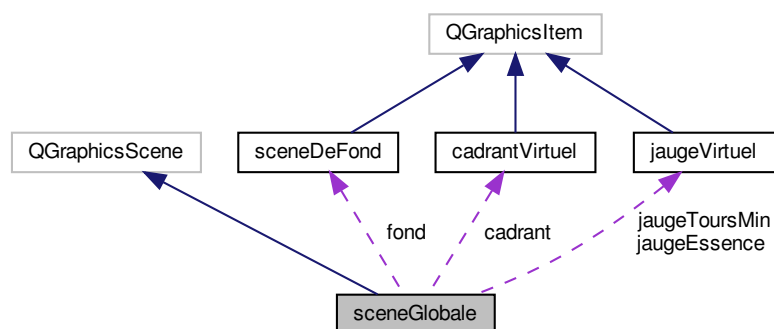 QGraphicsItem
QGraphicsScene
sceneDeFond
cadrantVirtuel
jaugeVirtuel
fond
cadrant
jaugeToursMin
jaugeEssence
sceneGlobale